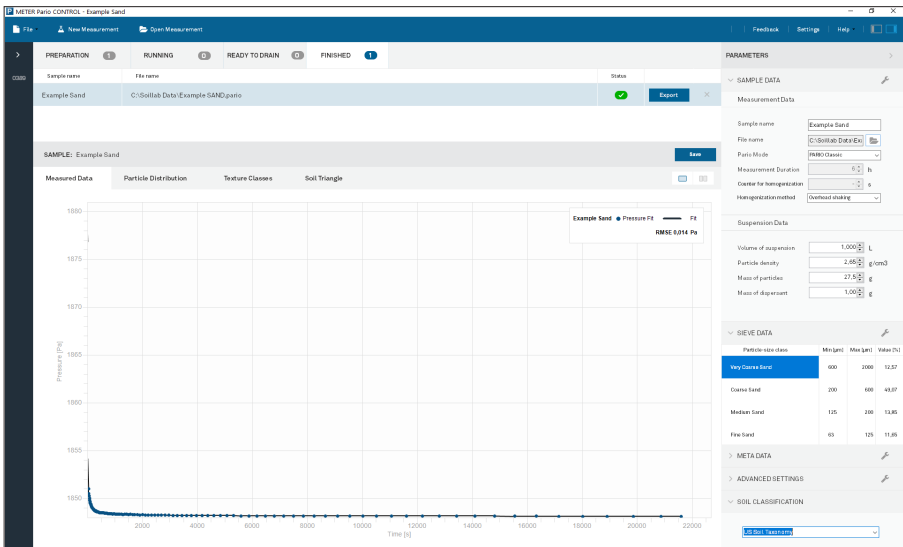 METER Pario CONTROL - Example Sand
File
New Measurement
Open Measurement
Feedback
Settings
Help
PREPARATION 1
RUNNING 0
READY TO DRAIN 0
FINISHED 1
PARAMETERS
Sample name
File name
Status
Example Sand
C:\Soillab Data\Example SAND.pario
Export
SAMPLE: Example Sand
Save
Measured Data
Particle Distribution
Texture Classes
Soil Triangle
Example Sand Pressure Fit Fit
RMSE 0,014 Pa
Pressure [Pa]
1880
1875
1870
1865
1860
1855
1850
2000 4000 6000 8000 10000 12000 14000 16000 18000 20000 22000
Time [s]
SAMPLE DATA
Measurement Data
Sample name Example Sand
File name C:\Soillab Data\Ex
Pario Mode PARIO Classic
Measurement Duration 6 h
Counter for homogenization - s
Homogenization method Overhead shaking
Suspension Data
Volume of suspension 1,000 L
Particle density 2,65 g/cm3
Mass of particles 27,5 g
Mass of dispersant 1,00 g
SIEVE DATA
Particle-size class Min [µm] Max [µm] Value [%]
Very Coarse Sand 600 2000 12,57
Coarse Sand 200 600 49,07
Medium Sand 125 200 13,85
Fine Sand 63 125 11,65
META DATA
ADVANCED SETTINGS
SOIL CLASSIFICATION
US Soil Taxonomy